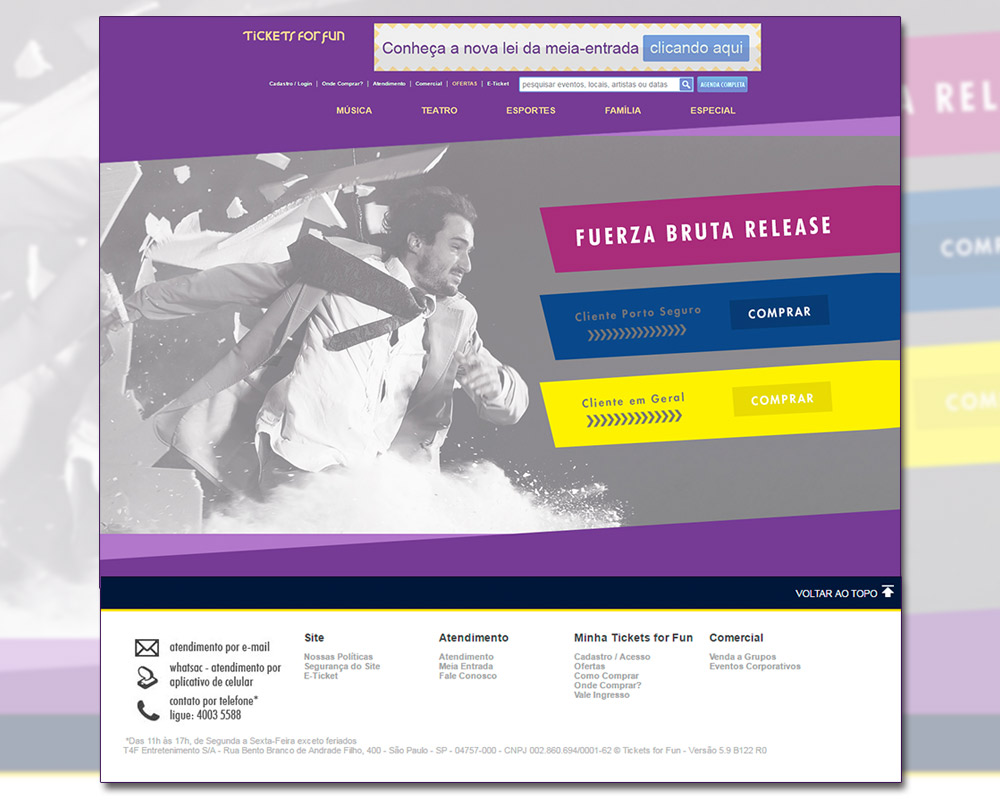 TiCKETS FOR FUN
Conheça a nova lei da meia-entrada clicando aqui
Cadastro / Login | Onde Comprar? | Atendimento | Comercial | OFERTAS | E-Ticket
pesquisar eventos, locais, artistas ou datas
AGENDA COMPLETA
MÚSICA TEATRO ESPORTES FAMÍLIA ESPECIAL
FUERZA BRUTA RELEASE
Cliente Porto Seguro
COMPRAR
Cliente em Geral
COMPRAR
VOLTAR AO TOPO
atendimento por e-mail
whatsac - atendimento por
aplicativo de celular
contato por telefone*
ligue: 4003 5588
Site
Nossas Políticas
Segurança do Site
E-Ticket
Atendimento
Atendimento
Meia Entrada
Fale Conosco
Minha Tickets for Fun
Cadastro / Acesso
Ofertas
Como Comprar
Onde Comprar?
Vale Ingresso
Comercial
Venda a Grupos
Eventos Corporativos
*Das 11h às 17h, de Segunda a Sexta-Feira exceto feriados
T4F Entretenimento S/A - Rua Bento Branco de Andrade Filho, 400 - São Paulo - SP - 04757-000 - CNPJ 002.860.694/0001-62 © Tickets for Fun - Versão 5.9 B122 R0
A REL
COMP
COM